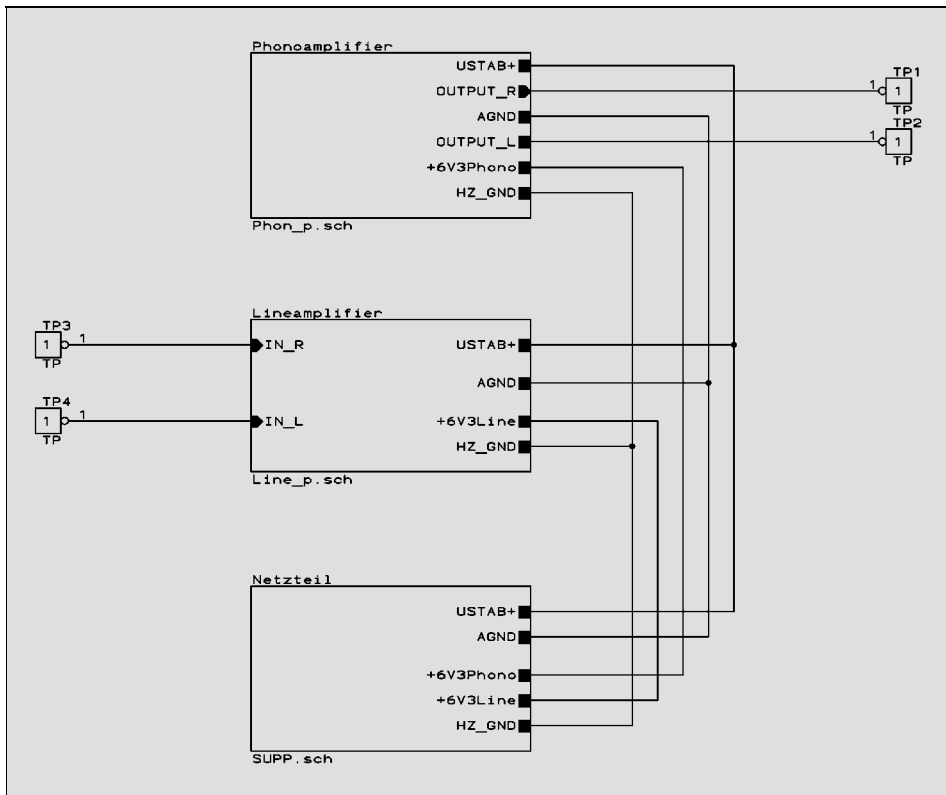 Phonoamplifier
USTAB+
OUTPUT_R
AGND
OUTPUT_L
+6V3Phono
HZ_GND
Phon_p.sch
TP1
1
1
TP
TP2
1
1
TP
Lineamplifier
TP3
1
1
TP
IN_R
USTAB+
AGND
TP4
1
1
TP
IN_L
+6V3Line
HZ_GND
Line_p.sch
Netzteil
USTAB+
AGND
+6V3Phono
+6V3Line
HZ_GND
SUPP.sch